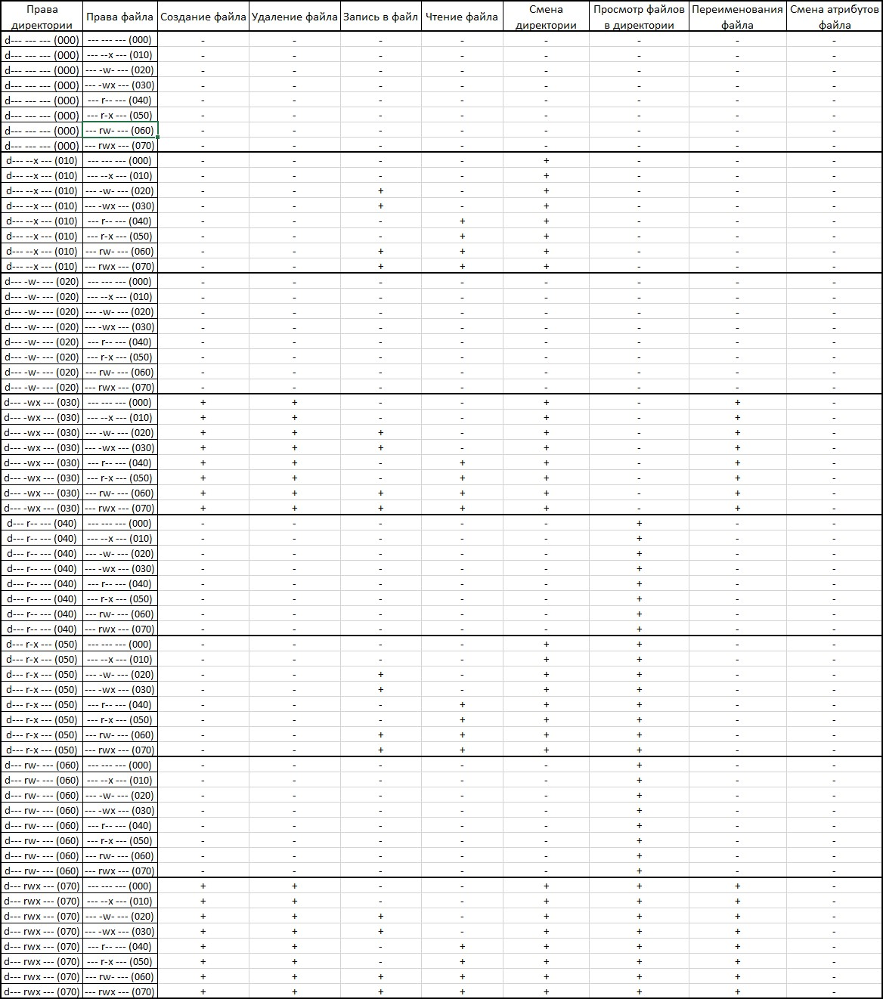 Права директории Права файла Создание файла Удаление файла Запись в файл Чтение файла Смена директории Просмотр файлов в директории Переименования файла Смена атрибутов файла
d--- --- --- (000) --- --- --- (000) - - - - - - - -
d--- --- --- (000) --- --x --- (010) - - - - - - - -
d--- --- --- (000) --- -w- --- (020) - - - - - - - -
d--- --- --- (000) --- -wx --- (030) - - - - - - - -
d--- --- --- (000) --- r-- --- (040) - - - - - - - -
d--- --- --- (000) --- r-x --- (050) - - - - - - - -
d--- --- --- (000) --- rw- --- (060) - - - - - - - -
d--- --- --- (000) --- rwx --- (070) - - - - - - - -
d--- --x --- (010) --- --- --- (000) - - - - + - - -
d--- --x --- (010) --- --x --- (010) - - - - + - - -
d--- --x --- (010) --- -w- --- (020) - - + - + - - -
d--- --x --- (010) --- -wx --- (030) - - + - + - - -
d--- --x --- (010) --- r-- --- (040) - - - + + - - -
d--- --x --- (010) --- r-x --- (050) - - - + + - - -
d--- --x --- (010) --- rw- --- (060) - - + + + - - -
d--- --x --- (010) --- rwx --- (070) - - + + + - - -
d--- -w- --- (020) --- --- --- (000) - - - - - - - -
d--- -w- --- (020) --- --x --- (010) - - - - - - - -
d--- -w- --- (020) --- -w- --- (020) - - - - - - - -
d--- -w- --- (020) --- -wx --- (030) - - - - - - - -
d--- -w- --- (020) --- r-- --- (040) - - - - - - - -
d--- -w- --- (020) --- r-x --- (050) - - - - - - - -
d--- -w- --- (020) --- rw- --- (060) - - - - - - - -
d--- -w- --- (020) --- rwx --- (070) - - - - - - - -
d--- -wx --- (030) --- --- --- (000) + + - - + - + -
d--- -wx --- (030) --- --x --- (010) + + - - + - + -
d--- -wx --- (030) --- -w- --- (020) + + + - + - + -
d--- -wx --- (030) --- -wx --- (030) + + + - + - + -
d--- -wx --- (030) --- r-- --- (040) + + - + + - + -
d--- -wx --- (030) --- r-x --- (050) + + - + + - + -
d--- -wx --- (030) --- rw- --- (060) + + + + + - + -
d--- -wx --- (030) --- rwx --- (070) + + + + + - + -
d--- r-- --- (040) --- --- --- (000) - - - - - + - -
d--- r-- --- (040) --- --x --- (010) - - - - - + - -
d--- r-- --- (040) --- -w- --- (020) - - - - - + - -
d--- r-- --- (040) --- -wx --- (030) - - - - - + - -
d--- r-- --- (040) --- r-- --- (040) - - - - - + - -
d--- r-- --- (040) --- r-x --- (050) - - - - - + - -
d--- r-- --- (040) --- rw- --- (060) - - - - - + - -
d--- r-- --- (040) --- rwx --- (070) - - - - - + - -
d--- r-x --- (050) --- --- --- (000) - - - - + + - -
d--- r-x --- (050) --- --x --- (010) - - - - + + - -
d--- r-x --- (050) --- -w- --- (020) - - + - + + - -
d--- r-x --- (050) --- -wx --- (030) - - + - + + - -
d--- r-x --- (050) --- r-- --- (040) - - - + + + - -
d--- r-x --- (050) --- r-x --- (050) - - - + + + - -
d--- r-x --- (050) --- rw- --- (060) - - + + + + - -
d--- r-x --- (050) --- rwx --- (070) - - + + + + - -
d--- rw- --- (060) --- --- --- (000) - - - - - + - -
d--- rw- --- (060) --- --x --- (010) - - - - - + - -
d--- rw- --- (060) --- -w- --- (020) - - - - - + - -
d--- rw- --- (060) --- -wx --- (030) - - - - - + - -
d--- rw- --- (060) --- r-- --- (040) - - - - - + - -
d--- rw- --- (060) --- r-x --- (050) - - - - - + - -
d--- rw- --- (060) --- rw- --- (060) - - - - - + - -
d--- rw- --- (060) --- rwx --- (070) - - - - - + - -
d--- rwx --- (070) --- --- --- (000) + + - - + + + -
d--- rwx --- (070) --- --x --- (010) + + - - + + + -
d--- rwx --- (070) --- -w- --- (020) + + + - + + + -
d--- rwx --- (070) --- -wx --- (030) + + + - + + + -
d--- rwx --- (070) --- r-- --- (040) + + - + + + + -
d--- rwx --- (070) --- r-x --- (050) + + - + + + + -
d--- rwx --- (070) --- rw- --- (060) + + + + + + + -
d--- rwx --- (070) --- rwx --- (070) + + + + + + + -